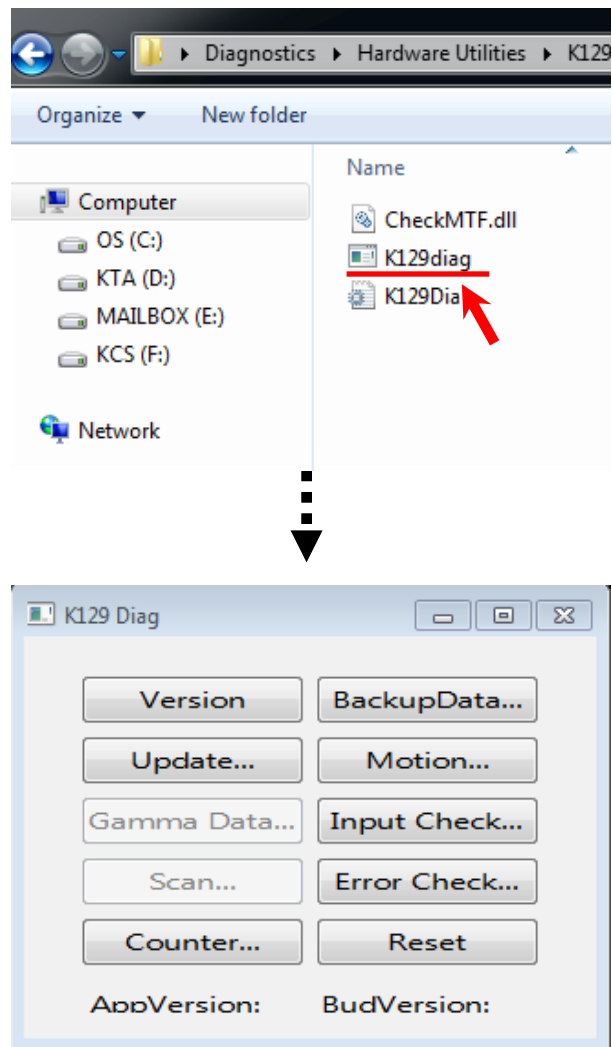 Diagnostics Hardware Utilities K129
Organize New folder
Name
Computer
CheckMTF.dll
OS (C:)
K129diag
KTA (D:)
K129Dia
MAILBOX (E:)
KCS (F:)
Network
K129 Diag
Version BackupData...
Update... Motion...
Gamma Data... Input Check...
Scan... Error Check...
Counter... Reset
AppVersion: BudVersion: